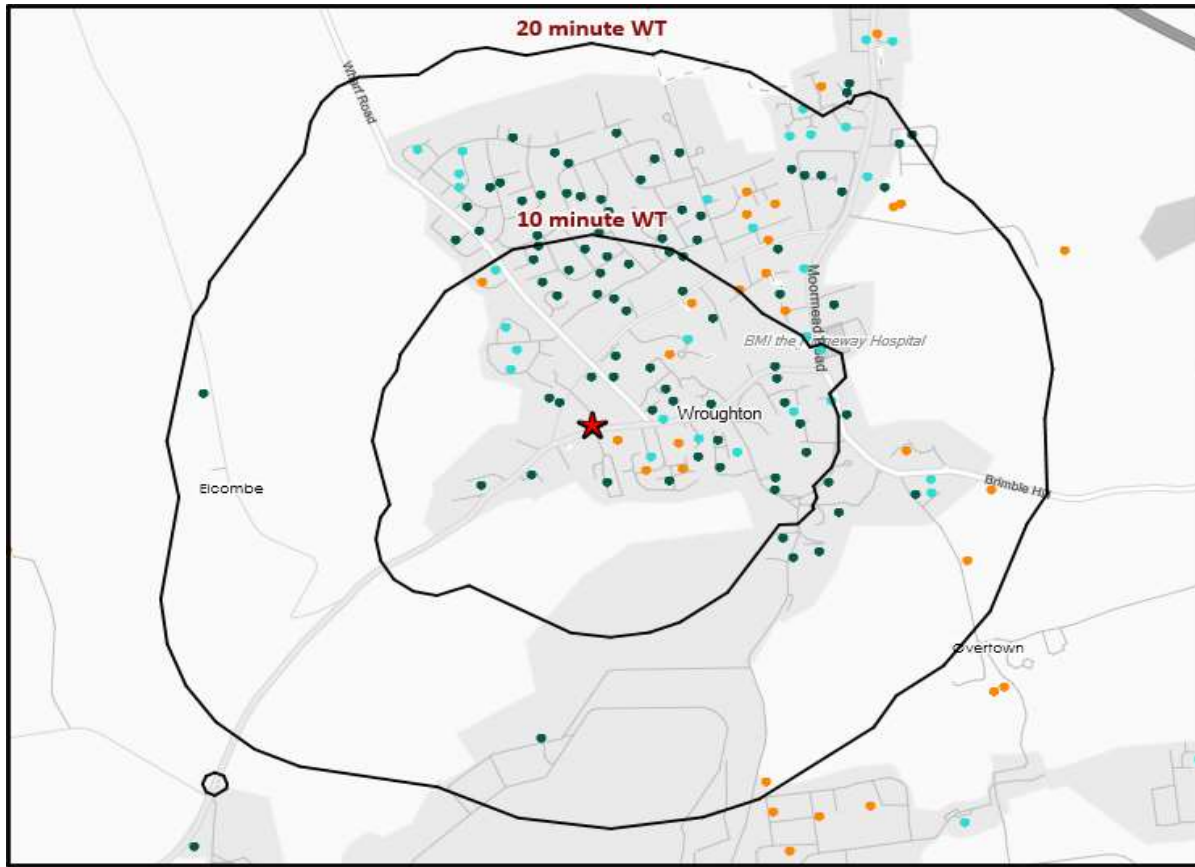 20 minute WT
Wharf Road
10 minute WT
Moormead Road
BMI the Ridgeway Hospital
Wroughton
Elcombe
Brimble Hill
Overtown